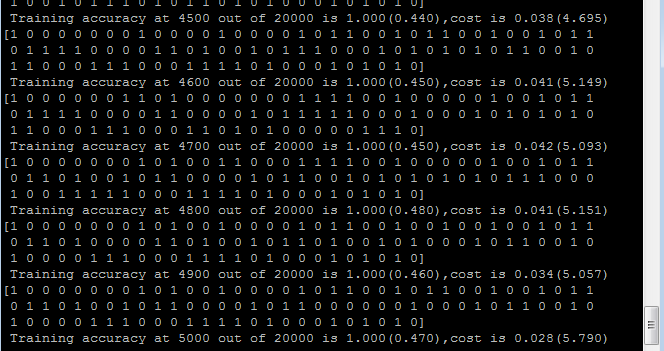 Training accuracy at 4500 out of 20000 is 1.000(0.440),cost is 0.038(4.695)
[1 0 0 0 0 0 0 0 1 0 0 0 1 1 0 1 0 0 0 0 1 0 1 1 0 1 1 0 1 1 0 0 1 0 0 1 0 1 1
0 1 1 1 1 0 0 0 1 0 1 1 0 1 0 0 1 0 1 1 1 0 0 1 0 1 0 0 1 0 1 0 1 1 0 0 1 0
1 1 0 0 0 1 1 1 0 0 0 1 1 1 1 0 1 0 0 0 1 0 1 0 1 0]
Training accuracy at 4600 out of 20000 is 1.000(0.450),cost is 0.041(5.149)
[1 0 0 0 0 0 0 1 1 0 1 0 0 0 0 0 0 0 1 1 1 1 0 0 1 0 0 0 0 0 1 0 0 1 0 1 1
0 1 1 1 1 0 0 0 1 1 0 0 0 0 1 0 1 1 1 1 1 0 0 1 0 0 0 1 0 0 0 1 0 1 1 0 1 0
1 1 0 0 0 1 1 1 0 0 0 1 1 0 1 0 1 0 0 0 0 0 1 1 1 0]
Training accuracy at 4700 out of 20000 is 1.000(0.450),cost is 0.042(5.093)
[1 0 0 0 0 0 0 0 1 0 1 0 0 1 1 0 0 0 1 1 1 1 0 0 1 0 0 0 0 0 0 1 0 0 1 0 1 1
0 1 1 0 1 1 0 0 1 0 1 1 0 0 1 1 0 1 0 1 0 0 1 0 1 0 1 0 1 0 1 0 1 1 1 0 0 0
1 0 0 1 1 1 1 1 0 0 0 1 1 1 1 0 1 0 0 0 1 0 1 0 1 0]
Training accuracy at 4800 out of 20000 is 1.000(0.480),cost is 0.041(5.151)
[1 0 0 0 0 0 0 0 1 0 1 0 0 1 0 0 0 1 1 0 1 1 0 0 1 0 1 1 0 0 1 0 0 1 0 1 1
0 1 1 0 1 0 0 0 1 1 0 1 0 0 1 0 1 1 0 1 0 1 0 0 1 0 1 0 0 0 1 0 1 1 0 0 1 0
1 1 0 0 0 1 1 1 0 0 0 1 1 1 1 0 1 0 0 0 1 0 1 0 1 0]
Training accuracy at 4900 out of 20000 is 1.000(0.460),cost is 0.034(5.057)
[1 0 0 0 0 0 0 0 1 0 1 0 0 1 0 0 0 0 1 0 1 1 0 0 1 0 1 1 0 0 1 0 0 1 0 1 1
0 1 1 0 1 0 0 1 0 1 1 0 0 0 0 1 0 1 1 0 0 0 0 0 1 0 0 0 1 0 1 1 0 0 1 0
1 0 0 0 0 1 1 1 0 0 0 1 1 1 1 0 1 0 0 0 1 0 1 0 1 0]
Training accuracy at 5000 out of 20000 is 1.000(0.470),cost is 0.028(5.790)